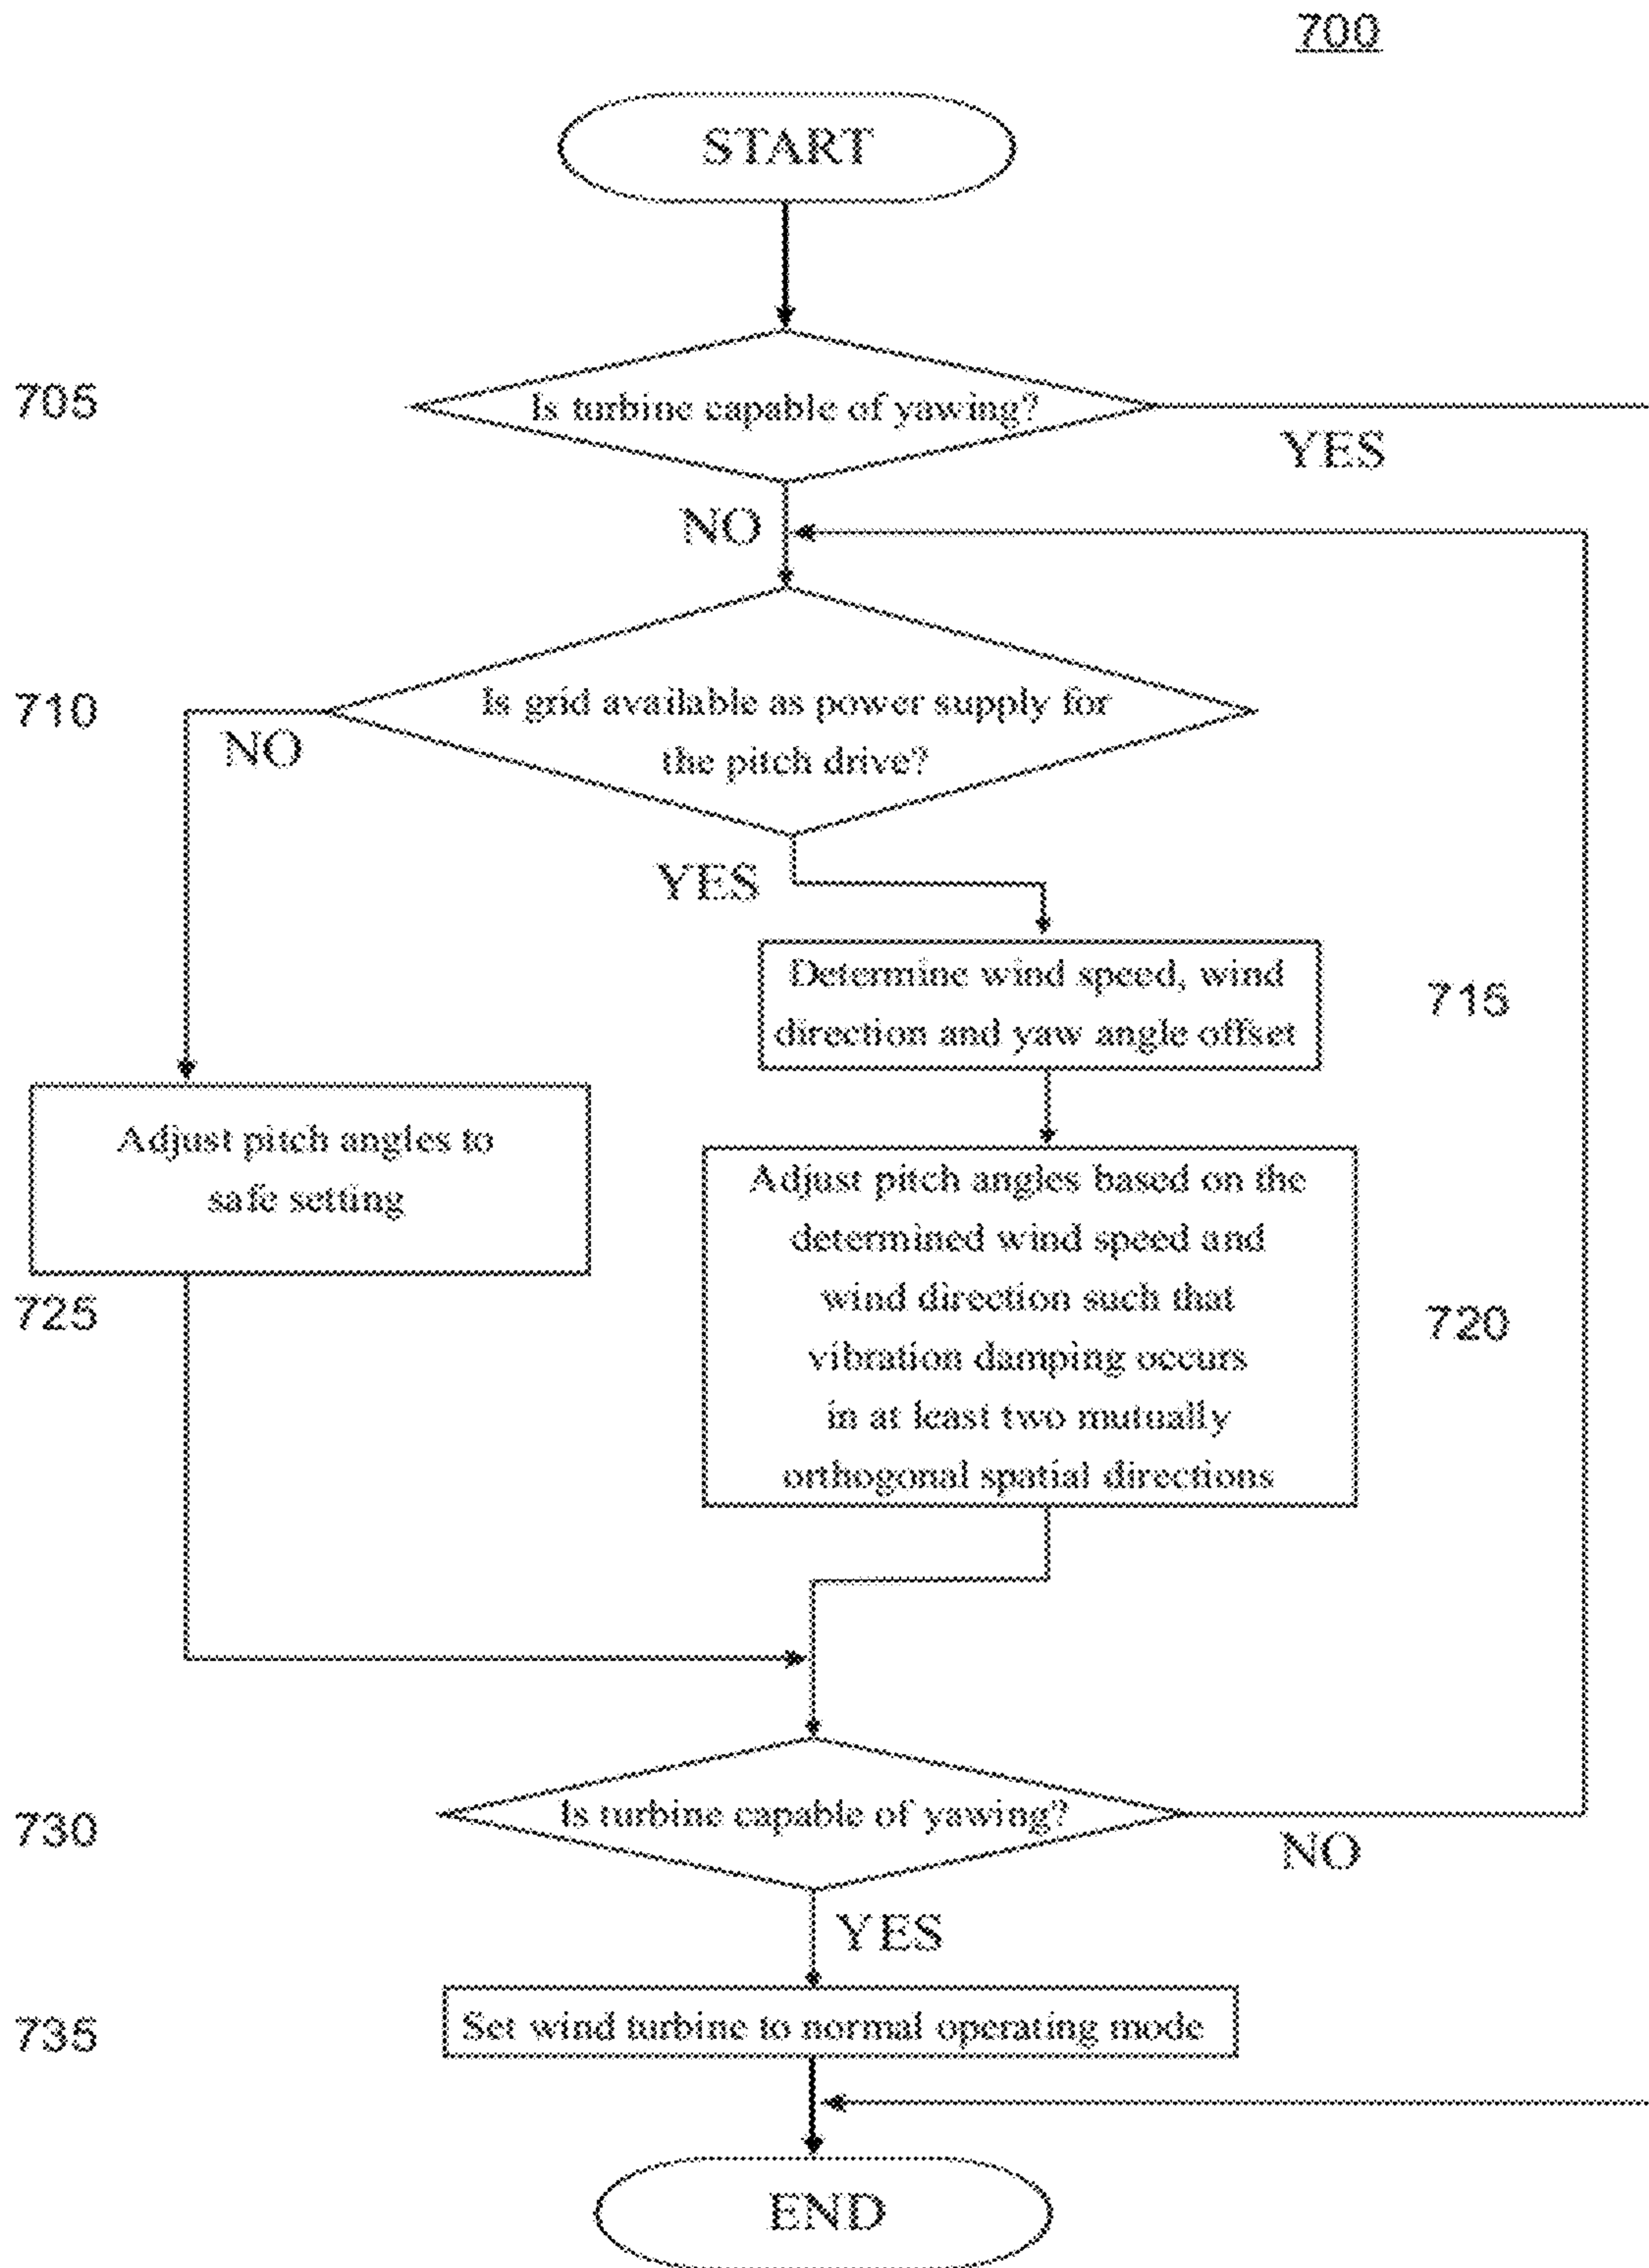 700
START
705
Is turbine capable of yawing?
YES
NO
710
Is grid available as power supply for
the pitch drive?
NO
YES
Determine wind speed, wind
direction and yaw angle offset
715
Adjust pitch angles to
safe setting
725
Adjust pitch angles based on the
determined wind speed and
wind direction such that
vibration damping occurs
in at least two mutually
orthogonal spatial directions
720
730
Is turbine capable of yawing?
NO
YES
735
Set wind turbine to normal operating mode
END